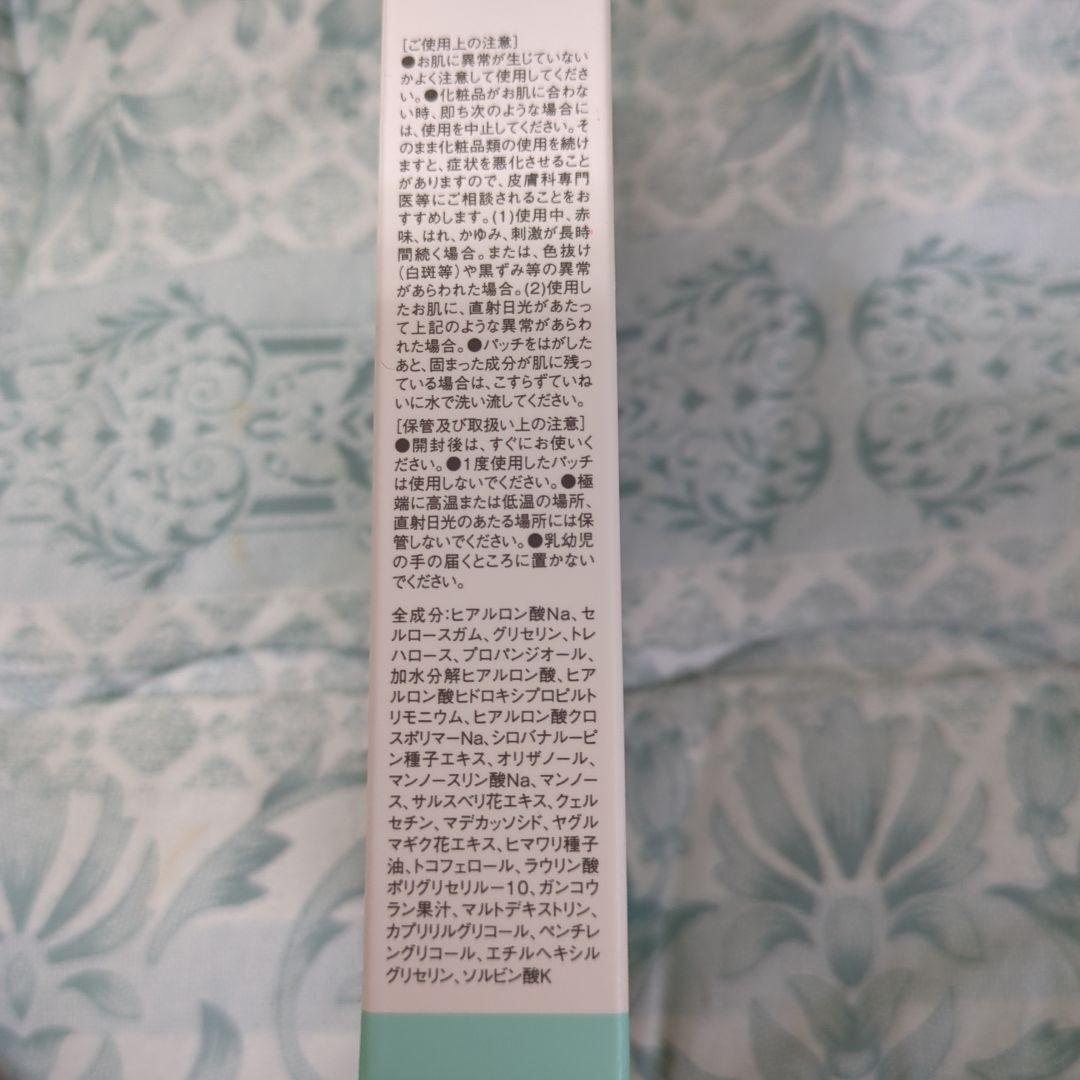 [ご使用上の注意]
●お肌に異常が生じていない
かよく注意して使用してくださ
い。●化粧品がお肌に合わな
い時、即ち次のような場合に
は、使用を中止してください。そ
のまま化粧品類の使用を続け
ますと、症状を悪化させること
がありますので、皮膚科専門
医等にご相談されることをお
すすめします。(1)使用中、赤
味、はれ、かゆみ、刺激が長時
間続く場合。または、色抜け
(白斑等)や黒ずみ等の異常
があらわれた場合。(2)使用し
たお肌に、直射日光があたっ
て上記のような異常があらわ
れた場合。●パッチをはがした
あと、固まった成分が肌に残っ
ている場合は、こすらずていね
いに水で洗い流してください。
[保管及び取扱い上の注意]
●開封後は、すぐにお使いく
ださい。●1度使用したパッチ
は使用しないでください。●極
端に高温または低温の場所、
直射日光のあたる場所には保
管しないでください。●乳幼児
の手の届くところに置かない
でください。
全成分:ヒアルロン酸Na、セ
ルロースガム、グリセリン、トレ
ハロース、プロパンジオール、
加水分解ヒアルロン酸、ヒア
ルロン酸ヒドロキシプロピルト
リモニウム、ヒアルロン酸クロ
スポリマーNa、シロバナルーピ
ン種子エキス、オリザノール、
マンノースリン酸Na、マンノー
ス、サルスベリ花エキス、クェル
セチン、マデカッソシド、ヤグル
マギク花エキス、ヒマワリ種子
油、トコフェロール、ラウリン酸
ポリグリセリルー10、ガンコウ
ラン果汁、マルトデキストリン、
カプリリルグリコール、ペンチレ
ングリコール、エチルヘキシル
グリセリン、ソルビン酸K